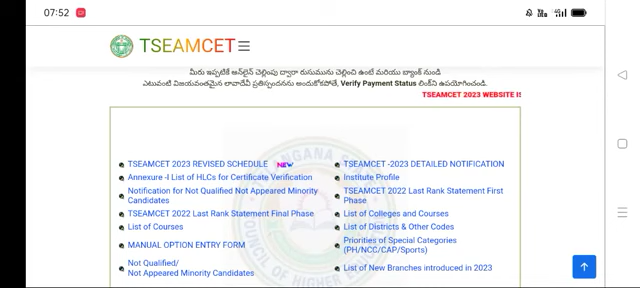 07:52
TSEAMCET
మీరు ఇప్పటికే ఆన్‌లైన్ చెల్లింపు ద్వారా రుసుమును చెల్లించి ఉంటే మరియు బ్యాంక్ నుండి
ఎటువంటి విజయవంతమైన లావాదేవీ ప్రతిస్పందనను అందుకోకపోతే, Verify Payment Status లింక్‌ని ఉపయోగించండి.
TSEAMCET 2023 WEBSITE IS
TSEAMCET 2023 REVISED SCHEDULE NEW
Annexure -I List of HLCs for Certificate Verification
Notification for Not Qualified Not Appeared Minority
Candidates
TSEAMCET 2022 Last Rank Statement Final Phase
List of Courses
MANUAL OPTION ENTRY FORM
Not Qualified/
Not Appeared Minority Candidates
TSEAMCET -2023 DETAILED NOTIFICATION
Institute Profile
TSEAMCET 2022 Last Rank Statement First
Phase
List of Colleges and Courses
List of Districts & Other Codes
Priorities of Special Categories
(PH/NCC/CAP/Sports)
List of New Branches introduced in 2023